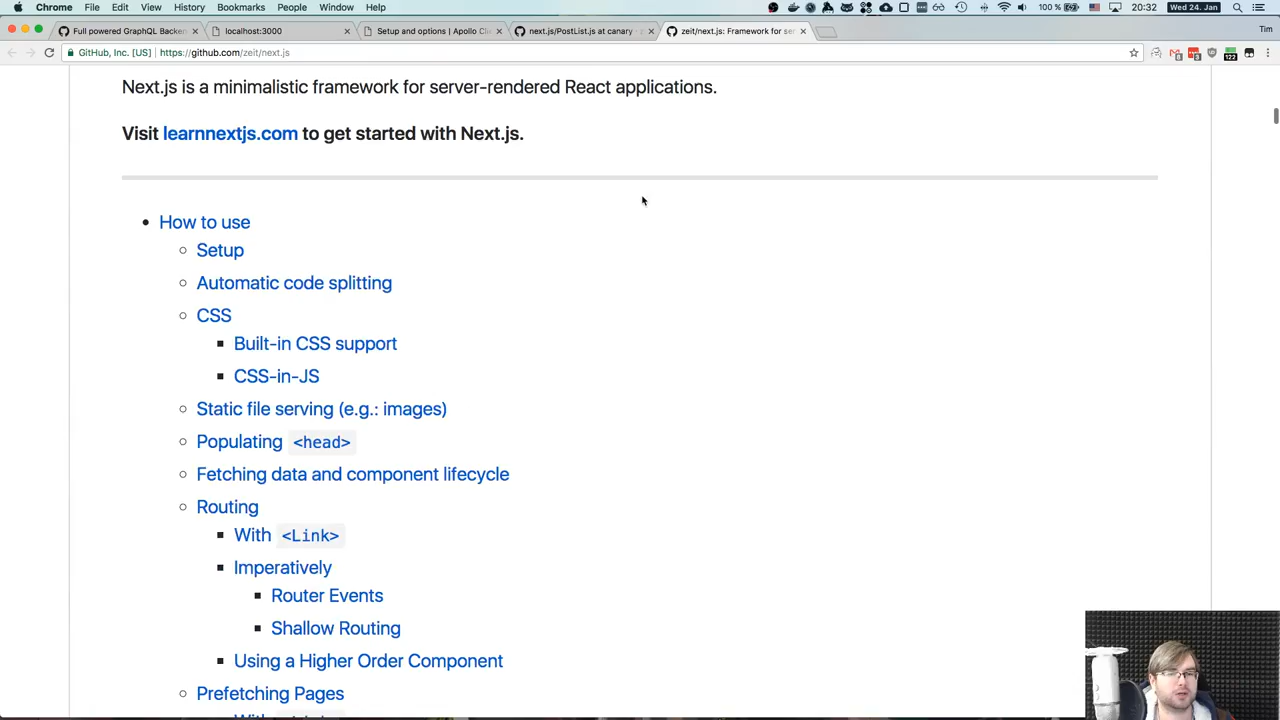 Chrome File Edit View History Bookmarks People Window Help
100 % 20:32 Wed 24. Jan
Full powered GraphQL Backen
localhost:3000
Setup and options | Apollo Cli
next.js/PostList.js at canary · z
zeit/next.js: Framework for ser
Tim
GitHub, Inc. [US] | https://github.com/zeit/next.js
Next.js is a minimalistic framework for server-rendered React applications.
Visit learnnextjs.com to get started with Next.js.
How to use
Setup
Automatic code splitting
CSS
Built-in CSS support
CSS-in-JS
Static file serving (e.g.: images)
Populating <head>
Fetching data and component lifecycle
Routing
With <Link>
Imperatively
Router Events
Shallow Routing
Using a Higher Order Component
Prefetching Pages